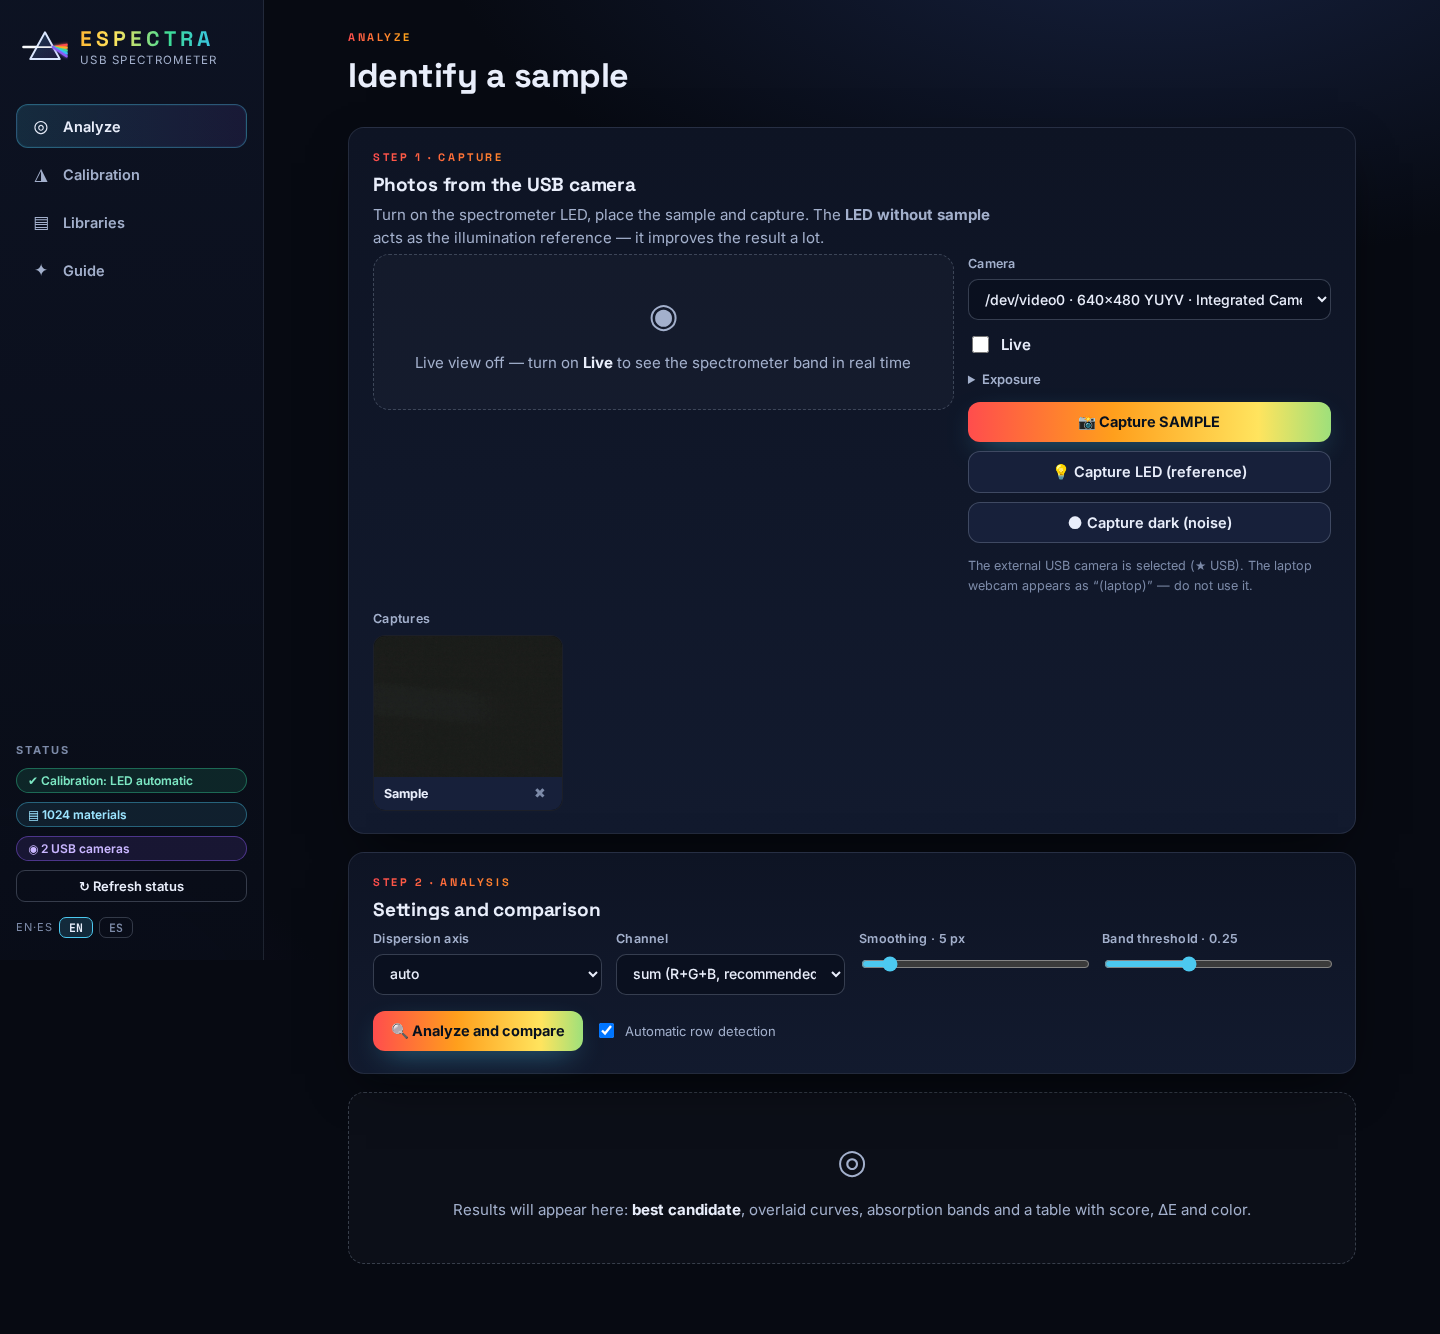 ESPECTRA
USB SPECTROMETER
Analyze
Calibration
Libraries
Guide
STATUS
✔ Calibration: LED automatic
▤ 1024 materials
◉ 2 USB cameras
↻ Refresh status
EN·ES EN ES
ANALYZE
Identify a sample
STEP 1 · CAPTURE
Photos from the USB camera
Turn on the spectrometer LED, place the sample and capture. The LED without sample
acts as the illumination reference — it improves the result a lot.
Live view off — turn on Live to see the spectrometer band in real time
Camera
/dev/video0 · 640×480 YUYV · Integrated Came
Live
Exposure
📸 Capture SAMPLE
💡 Capture LED (reference)
Capture dark (noise)
The external USB camera is selected (★ USB). The laptop
webcam appears as “(laptop)” — do not use it.
Captures
Sample ✖
STEP 2 · ANALYSIS
Settings and comparison
Dispersion axis
auto
Channel
sum (R+G+B, recommended
Smoothing · 5 px
Band threshold · 0.25
🔍 Analyze and compare
Automatic row detection
Results will appear here: best candidate, overlaid curves, absorption bands and a table with score, ΔE and color.